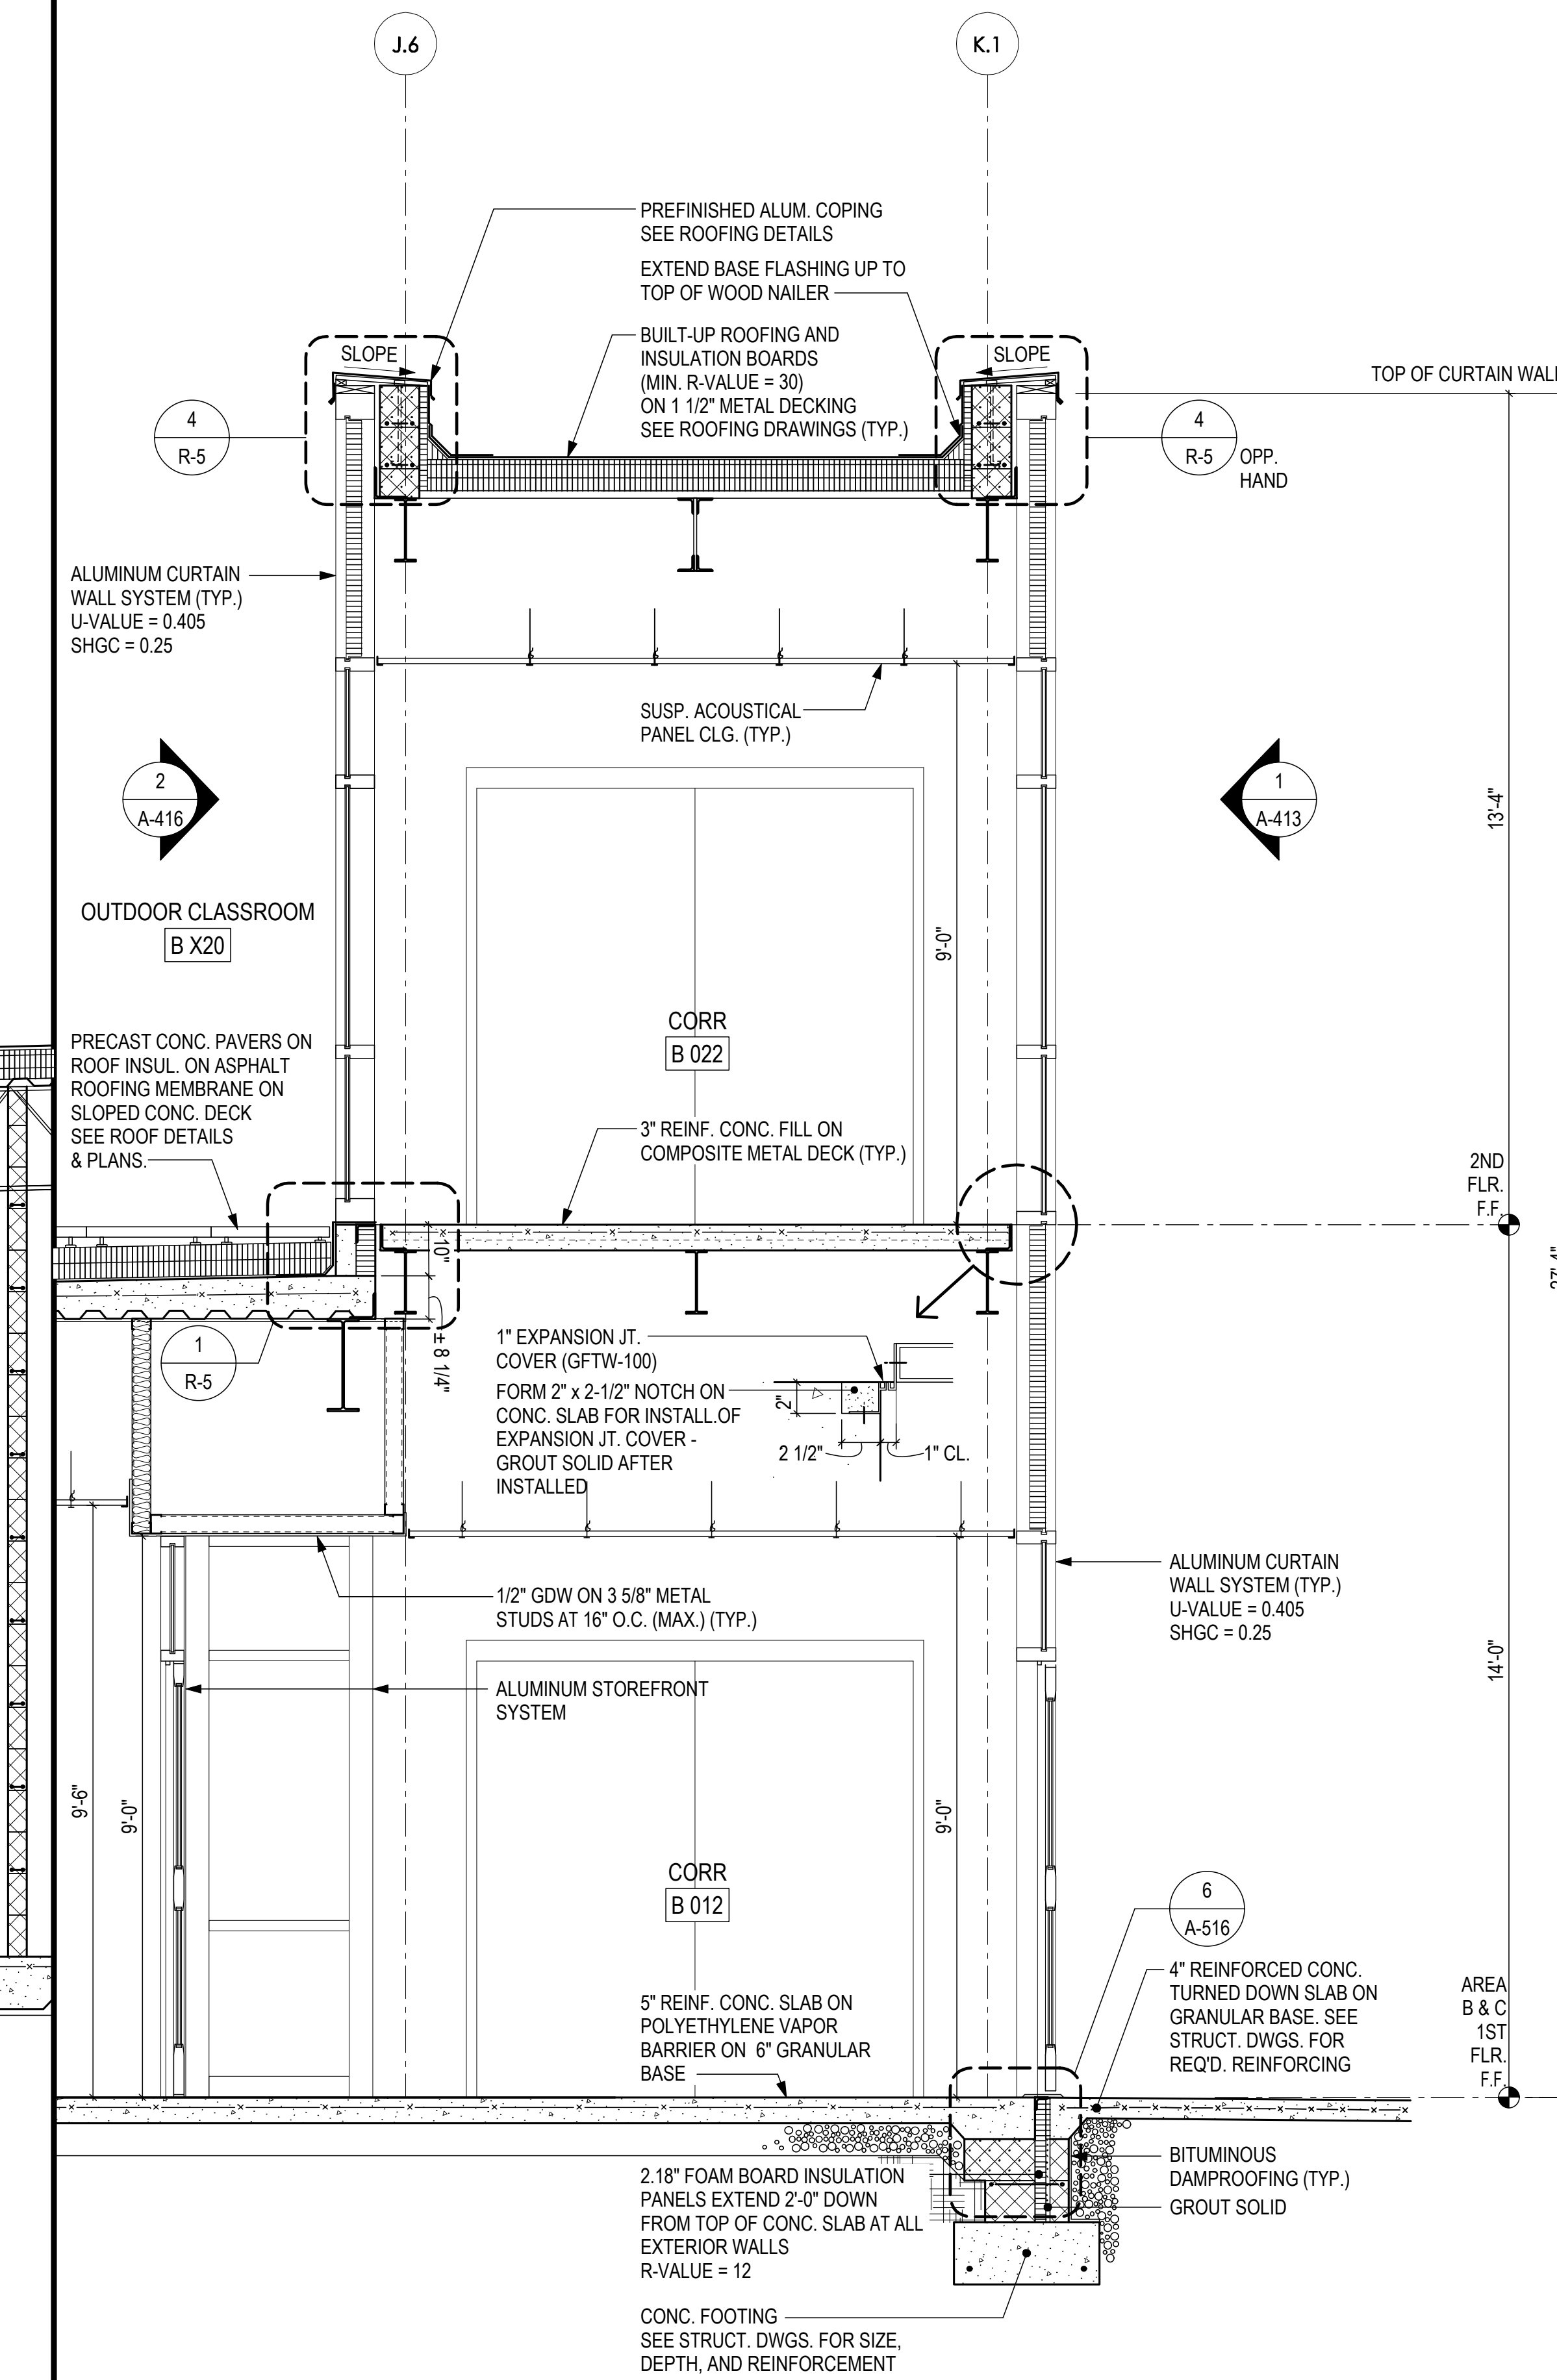 J.6
K.1
PREFINISHED ALUM. COPING
SEE ROOFING DETAILS
EXTEND BASE FLASHING UP TO
TOP OF WOOD NAILER
BUILT-UP ROOFING AND
INSULATION BOARDS
(MIN. R-VALUE = 30)
ON 1 1/2" METAL DECKING
SEE ROOFING DRAWINGS (TYP.)
SLOPE
SLOPE
TOP OF CURTAIN WALL
4
R-5
4
R-5
OPP.
HAND
ALUMINUM CURTAIN
WALL SYSTEM (TYP.)
U-VALUE = 0.405
SHGC = 0.25
SUSP. ACOUSTICAL
PANEL CLG. (TYP.)
2
A-416
1
A-413
13'-4"
OUTDOOR CLASSROOM
B X20
9'-0"
CORR
B 022
PRECAST CONC. PAVERS ON
ROOF INSUL. ON ASPHALT
ROOFING MEMBRANE ON
SLOPED CONC. DECK
SEE ROOF DETAILS
& PLANS.
3" REINF. CONC. FILL ON
COMPOSITE METAL DECK (TYP.)
2ND
FLR.
F.F.
10"
± 8 1/4"
27'-4"
1
R-5
1" EXPANSION JT.
COVER (GFTW-100)
FORM 2" x 2-1/2" NOTCH ON
CONC. SLAB FOR INSTALL.OF
EXPANSION JT. COVER -
GROUT SOLID AFTER
INSTALLED
2"
2 1/2"
1" CL.
1/2" GDW ON 3 5/8" METAL
STUDS AT 16" O.C. (MAX.) (TYP.)
ALUMINUM CURTAIN
WALL SYSTEM (TYP.)
U-VALUE = 0.405
SHGC = 0.25
14'-0"
ALUMINUM STOREFRONT
SYSTEM
9'-6"
9'-0"
9'-0"
CORR
B 012
6
A-516
4" REINFORCED CONC.
TURNED DOWN SLAB ON
GRANULAR BASE. SEE
STRUCT. DWGS. FOR
REQ'D. REINFORCING
AREA
B & C
1ST
FLR.
F.F.
5" REINF. CONC. SLAB ON
POLYETHYLENE VAPOR
BARRIER ON 6" GRANULAR
BASE
BITUMINOUS
DAMPROOFING (TYP.)
GROUT SOLID
2.18" FOAM BOARD INSULATION
PANELS EXTEND 2'-0" DOWN
FROM TOP OF CONC. SLAB AT ALL
EXTERIOR WALLS
R-VALUE = 12
CONC. FOOTING
SEE STRUCT. DWGS. FOR SIZE,
DEPTH, AND REINFORCEMENT